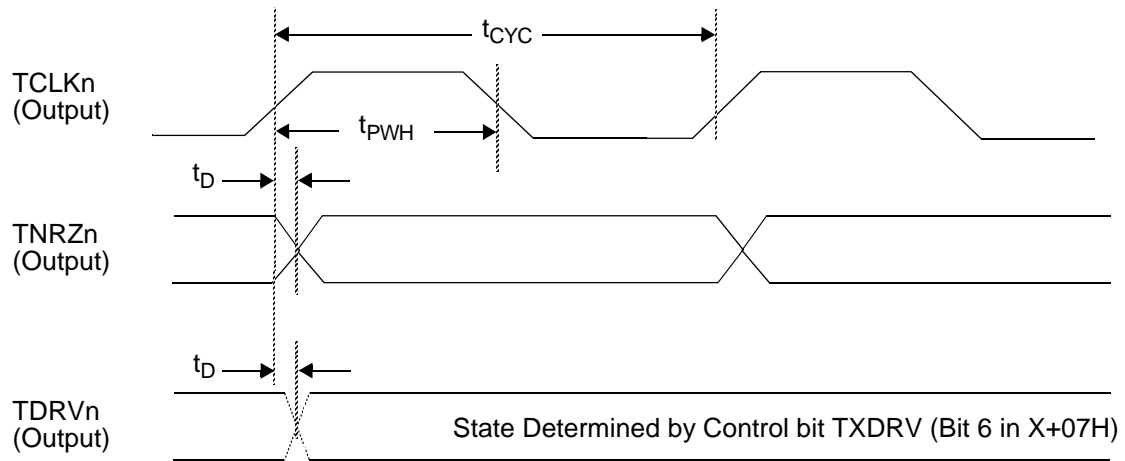 tCYC
TCLKn
(Output)
tPWH
tD
TNRZn
(Output)
tD
TDRVn
(Output)
State Determined by Control bit TXDRV (Bit 6 in X+07H)